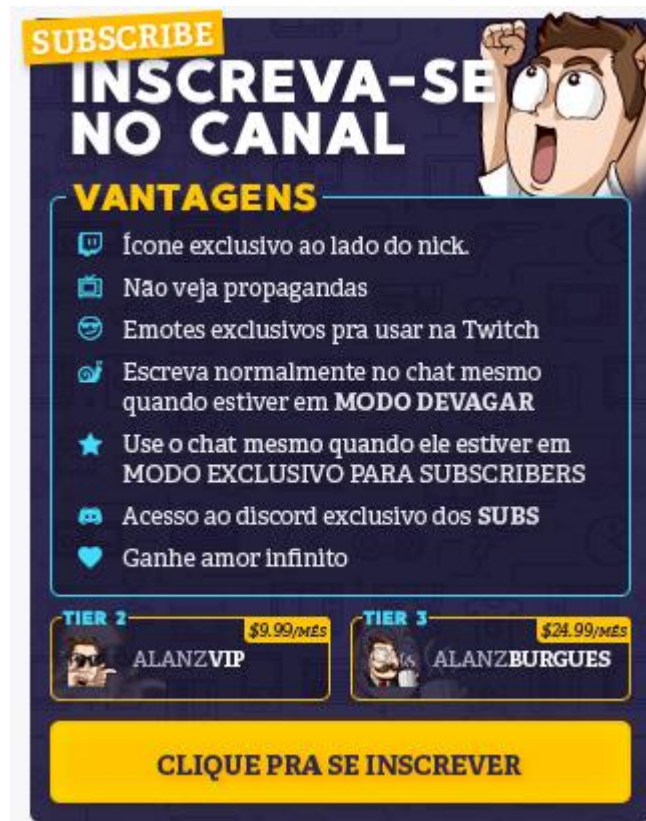 SUBSCRIBE
INSCREVA-SE
NO CANAL
VANTAGENS
Ícone exclusivo ao lado do nick.
Não veja propagandas
Emotes exclusivos pra usar na Twitch
Escreva normalmente no chat mesmo
quando estiver em MODO DEVAGAR
Use o chat mesmo quando ele estiver em
MODO EXCLUSIVO PARA SUBSCRIBERS
Acesso ao discord exclusivo dos SUBS
Ganhe amor infinito
TIER 2
$9.99/MÊS
ALANZVIP
TIER 3
$24.99/MÊS
ALANZBURGUES
CLIQUE PRA SE INSCREVER